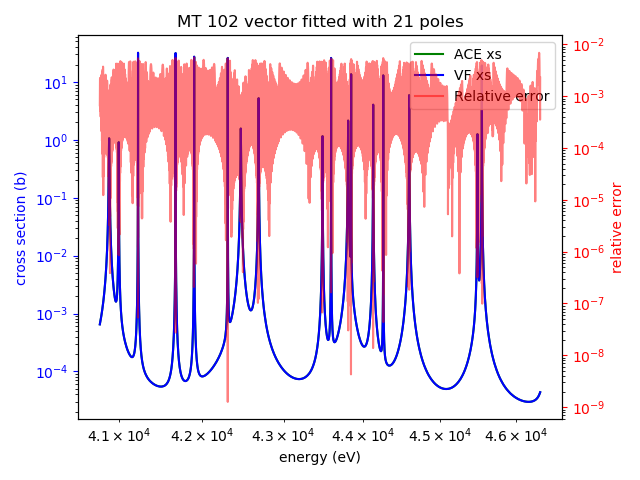 MT 102 vector fitted with 21 poles
ACE xs
VF xs
Relative error
cross section (b)
10¹
10⁰
10⁻¹
10⁻²
10⁻³
10⁻⁴
10⁻²
10⁻³
10⁻⁴
10⁻⁵
10⁻⁶
10⁻⁷
10⁻⁸
10⁻⁹
relative error
4.1 × 10⁴ 4.2 × 10⁴ 4.3 × 10⁴ 4.4 × 10⁴ 4.5 × 10⁴ 4.6 × 10⁴
energy (eV)